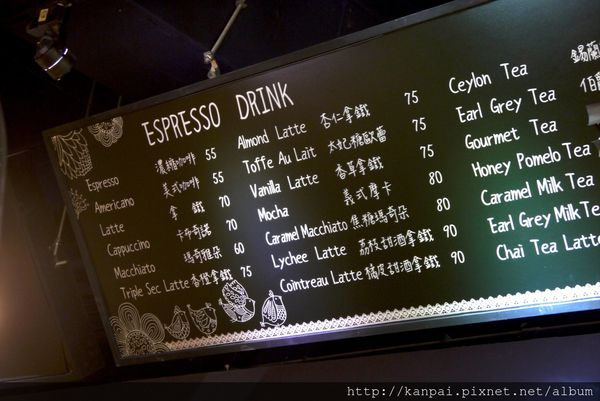 ESPRESSO DRINK
Espresso 濃縮咖啡 55
Americano 美式咖啡 55
Latte 拿鐵 70
Cappuccino 卡布奇諾 70
Macchiato 瑪奇雅朵 60
Triple Sec Latte 香橙拿鐵 75
Almond Latte 杏仁拿鐵 75
Toffe Au Lait 太妃糖歐蕾 75
Vanilla Latte 香草拿鐵 75
Mocha 美式摩卡 80
Caramel Macchiato 焦糖瑪奇朵 80
Lychee Latte 荔枝甜酒拿鐵 90
Cointreau Latte 橘皮甜酒拿鐵 90
Ceylon Tea 錫蘭
Earl Grey Tea 伯爵
Gourmet Tea
Honey Pomelo Tea
Caramel Milk Tea
Earl Grey Milk Tea
Chai Tea Latte
http://kanpai.pixnet.net/album